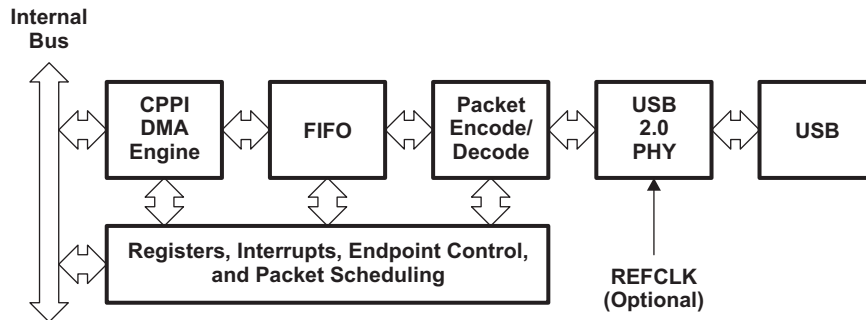 Internal
Bus
CPPI
DMA
Engine
FIFO
Packet
Encode/
Decode
USB
2.0
PHY
USB
Registers, Interrupts, Endpoint Control,
and Packet Scheduling
REFCLK
(Optional)